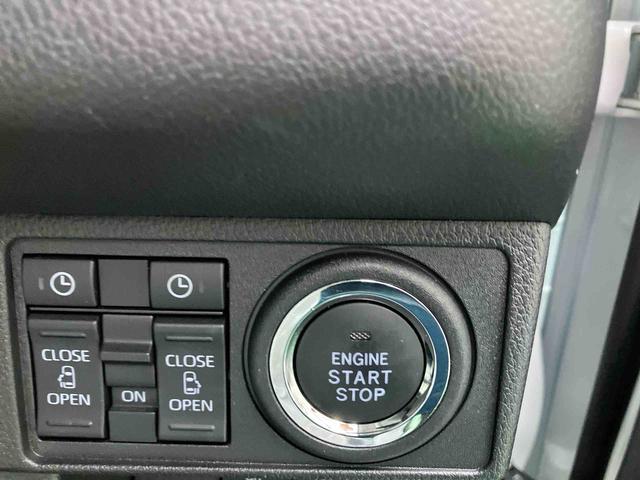 CLOSE
OPEN
ON
CLOSE
OPEN
ENGINE
START
STOP